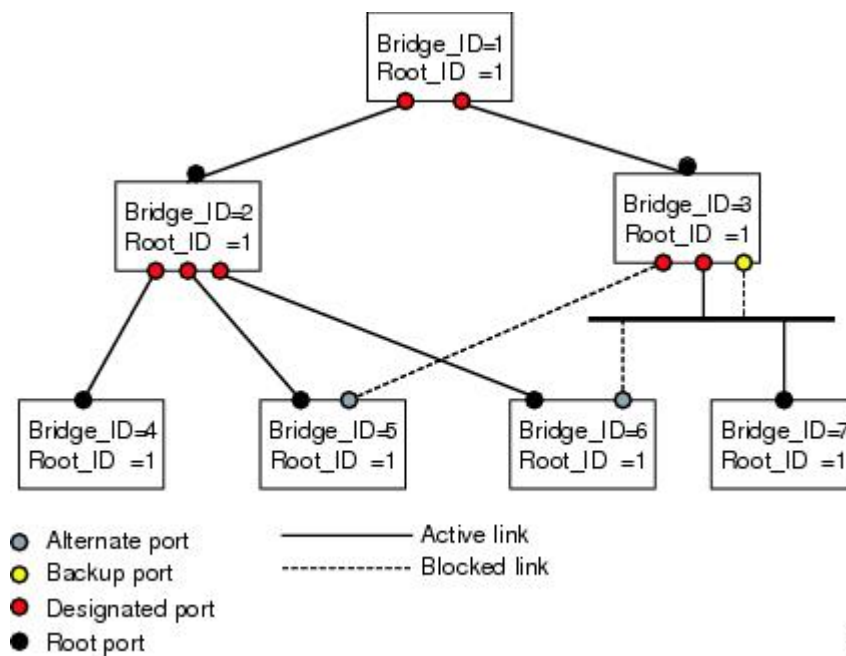 Bridge_ID=1
Root_ID =1
Bridge_ID=2
Root_ID =1
Bridge_ID=3
Root_ID =1
Bridge_ID=4
Root_ID =1
Bridge_ID=5
Root_ID =1
Bridge_ID=6
Root_ID =1
Bridge_ID=7
Root_ID =1
Alternate port
Backup port
Designated port
Root port
Active link
Blocked link